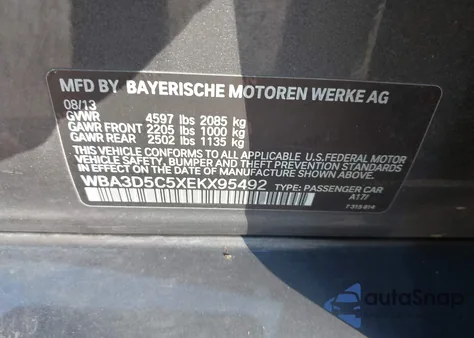 MFD BY BAYERISCHE MOTOREN WERKE AG
08/13
GVWR 4597 lbs 2085 kg
GAWR FRONT 2205 lbs 1000 kg
GAWR REAR 2502 lbs 1135 kg
THIS VEHICLE CONFORMS TO ALL APPLICABLE U.S. FEDERAL MOTOR
VEHICLE SAFETY, BUMPER AND THEFT PREVENTION STANDARDS
IN EFFECT ON THE DATE OF MANUFACTURE SHOWN ABOVE.
WBA3D5C5XEKX95492 TYPE: PASSENGER CAR
A17/
autoSnap